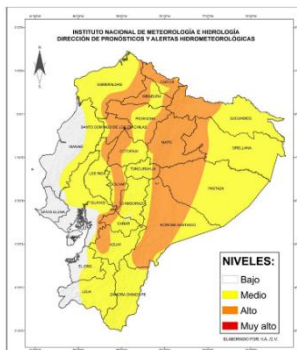 INSTITUTO NACIONAL DE METEOROLOGÍA E HIDROLOGÍA
DIRECCIÓN DE PRONÓSTICOS Y ALERTAS HIDROMETEOROLÓGICAS
ESMERALDAS
CARCHI
IMBABURA
SUCUMBIOS
PICHINCHA
SANTO DOMINGO DE LOS TSACHILAS
MANABI
NAPO
ORELLANA
COTOPAXI
LOS RIOS
TUNGURAHUA
BOLIVAR
PASTAZA
GUAYAS
CHIMBORAZO
SANTA ELENA
MORONA SANTIAGO
CAÑAR
AZUAY
EL ORO
LOJA
ZAMORA CHINCHIPE
NIVELES:
Bajo
Medio
Alto
Muy alto